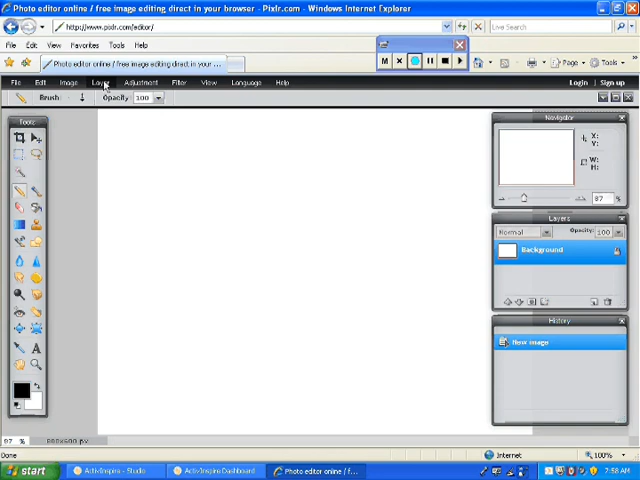 Photo editor online / free image editing direct in your browser - Pixlr.com - Windows Internet Explorer
http://www.pixlr.com/editor/
Live Search
File Edit View Favorites Tools Help
Photo editor online / free image editing direct in your ...
Page Tools
M
File Edit Image Layer Adjustment Filter View Language Help Login Sign up
Brush: Opacity 100
Tools
Navigator
X:
Y:
W:
H:
87 %
Layers
Normal Opacity: 100
Background
History
New image
A
87 % 800x600 px
Done Internet 100%
start ActivInspire - Studio ActivInspire Dashboard Photo editor online / f... 7:58 AM